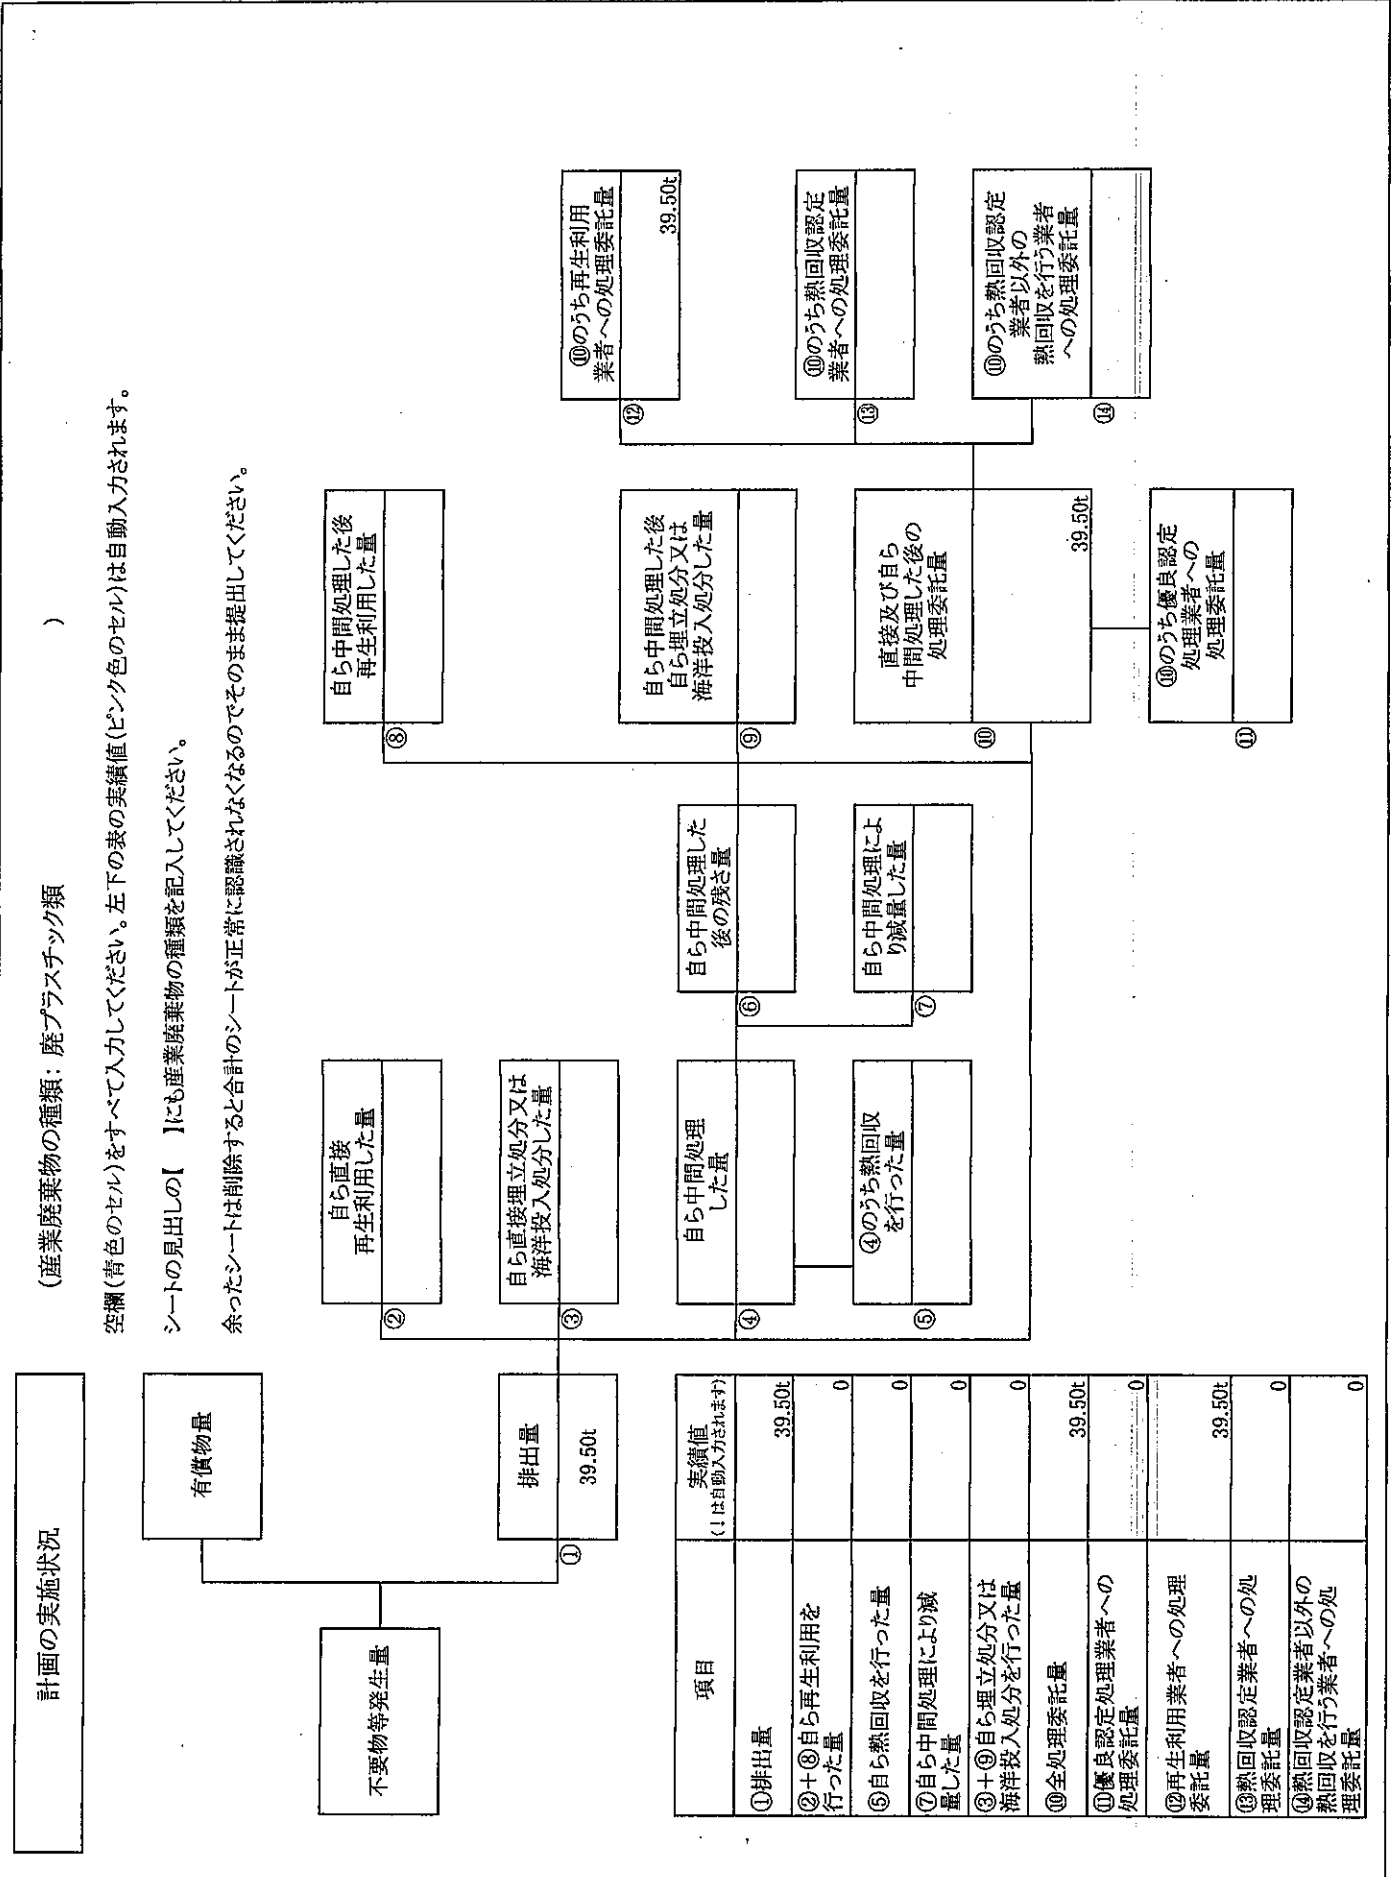 計画の実施状況
(産業廃棄物の種類: 廃プラスチック類 )
空欄(青色のセル)をすべて入力してください。左下の表の実績値(ピンク色のセル)は自動入力されます。
シートの見出しの【 】にも産業廃棄物の種類を記入してください。
余ったシートは削除すると合計のシートが正常に認識されなくなるのでそのまま提出してください。
不要物等発生量
有償物量
①
排出量
39.50t
②
自ら直接
再生利用した量
③
自ら直接埋立処分又は
海洋投入処分した量
④
自ら中間処理
した量
⑤
④のうち熱回収
を行った量
⑥
自ら中間処理した
後の残さ量
⑦
自ら中間処理によ
り減量した量
⑧
自ら中間処理した後
再生利用した量
⑨
自ら中間処理した後
自ら埋立処分又は
海洋投入処分した量
⑩
直接及び自ら
中間処理した後の
処理委託量
39.50t
⑪
⑩のうち優良認定
処理業者への
処理委託量
⑫
⑩のうち再生利用
業者への処理委託量
39.50t
⑬
⑩のうち熱回収認定
業者への処理委託量
⑭
⑩のうち熱回収認定
業者以外の
熱回収を行う業者
への処理委託量
項目
実績値
(↓は自動入力されます)
①排出量
39.50t
②+⑧自ら再生利用を
行った量
0
⑤自ら熱回収を行った量
0
⑦自ら中間処理により減
量した量
0
③+⑨自ら埋立処分又は
海洋投入処分を行った量
0
⑩全処理委託量
39.50t
⑪優良認定処理業者への
処理委託量
0
⑫再生利用業者への処理
委託量
39.50t
⑬熱回収認定業者への処
理委託量
0
⑭熱回収認定業者以外の
熱回収を行う業者への処
理委託量
0